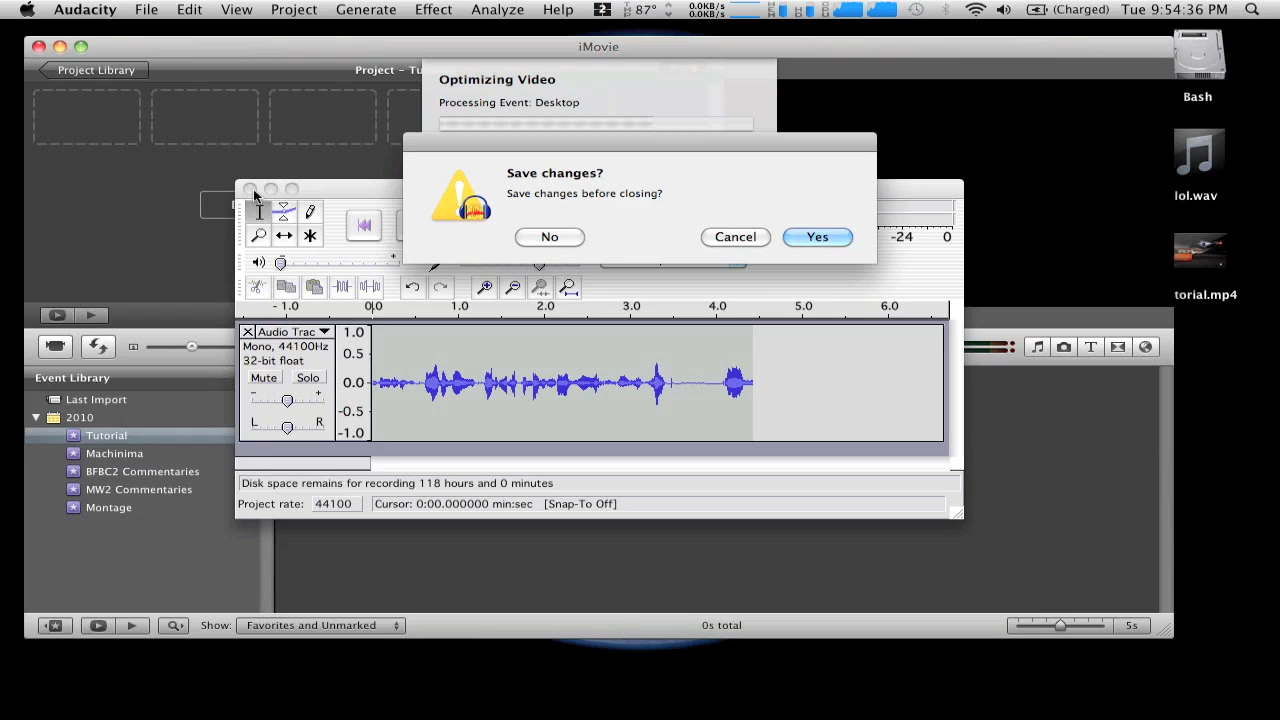 Audacity File Edit View Project Generate Effect Analyze Help 87° 0.0KB/s 0.0KB/s (Charged) Tue 9:54:36 PM
iMovie
Project Library
Project - Tu
Optimizing Video
Processing Event: Desktop
Bash
Save changes?
Save changes before closing?
No Cancel Yes
lol.wav
-24 0
torial.mp4
- 1.0 0.0 1.0 2.0 3.0 4.0 5.0 6.0
Audio Trac
Mono, 44100Hz
32-bit float
Mute Solo
- +
L R
1.0
0.5
0.0
-0.5
-1.0
Event Library
Last Import
2010
Tutorial
Machinima
BFBC2 Commentaries
MW2 Commentaries
Montage
Disk space remains for recording 118 hours and 0 minutes
Project rate: 44100 Cursor: 0:00.000000 min:sec [Snap-To Off]
Show: Favorites and Unmarked 0s total 5s